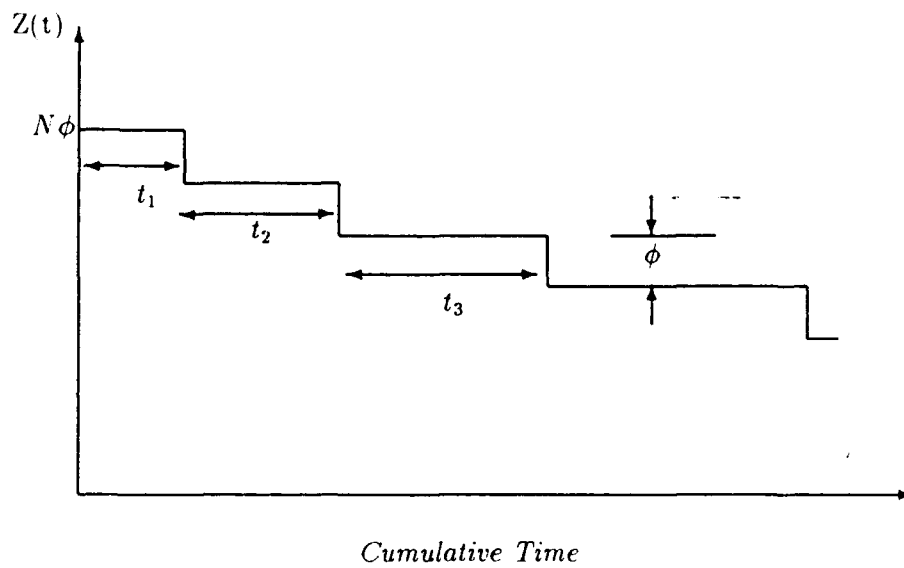 Z(t)
Nϕ
t₁
t₂
ϕ
t₃
Cumulative Time